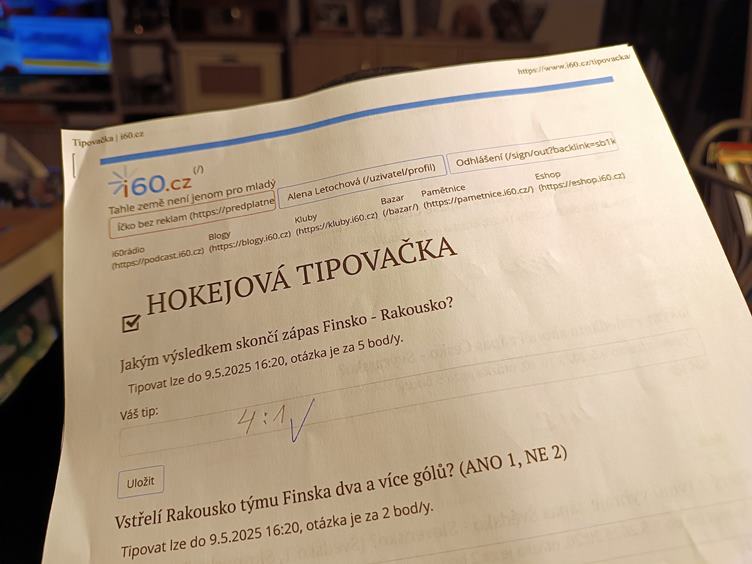 Tipovačka | i60.cz
https://www.i60.cz/tipovacka/
i60.cz (/)
Tahle země není jenom pro mladý
Íčko bez reklam (https://predplatne
Alena Letochová (/uzivatel/profil)
Odhlášení (/sign/out?backlink=sb1k
i60rádio (https://podcast.i60.cz)
Blogy (https://blogy.i60.cz)
Kluby (https://kluby.i60.cz)
Bazar (/bazar/)
Pamětnice (https://pametnice.i60.cz/)
Eshop (https://eshop.i60.cz)
HOKEJOVÁ TIPOVAČKA
Jakým výsledkem skončí zápas Finsko - Rakousko?
Tipovat lze do 9.5.2025 16:20, otázka je za 5 bod/y.
Váš tip:
4:1
Uložit
Vstřelí Rakousko týmu Finska dva a více gólů? (ANO 1, NE 2)
Tipovat lze do 9.5.2025 16:20, otázka je za 2 bod/y.